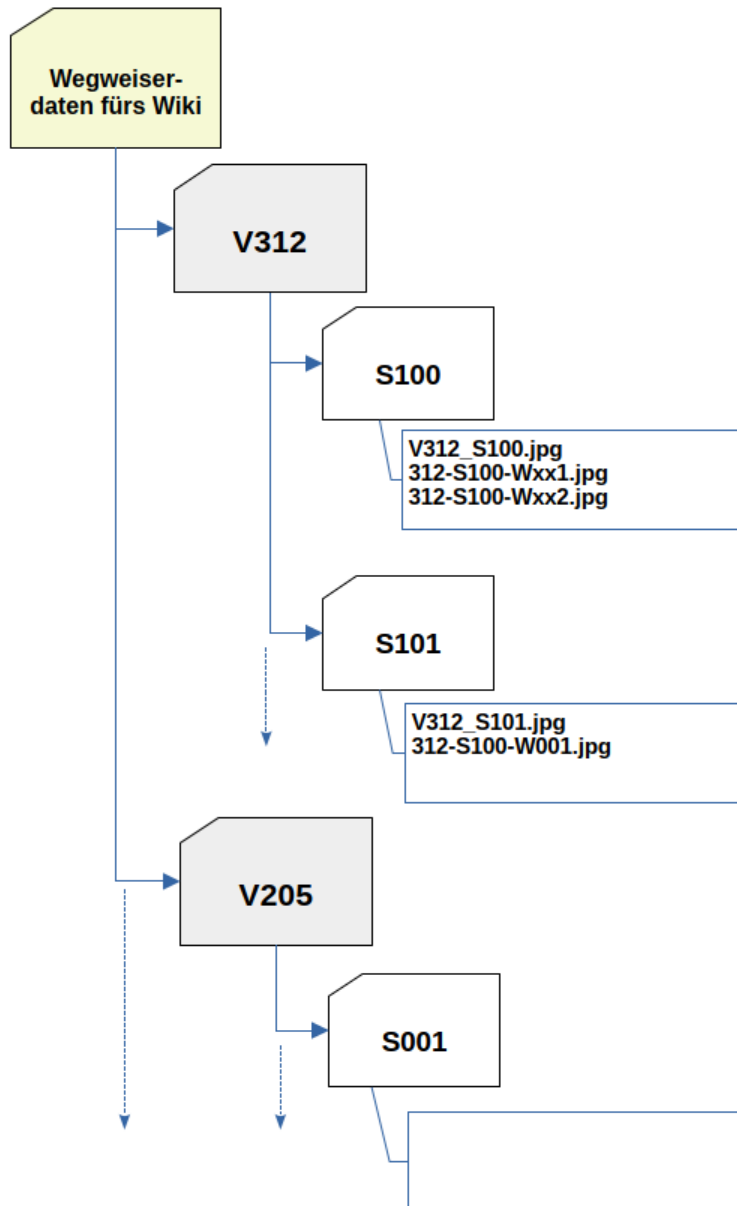 Wegweiser-
daten fürs Wiki
V312
S100
V312_S100.jpg
312-S100-Wxx1.jpg
312-S100-Wxx2.jpg
S101
V312_S101.jpg
312-S100-W001.jpg
V205
S001